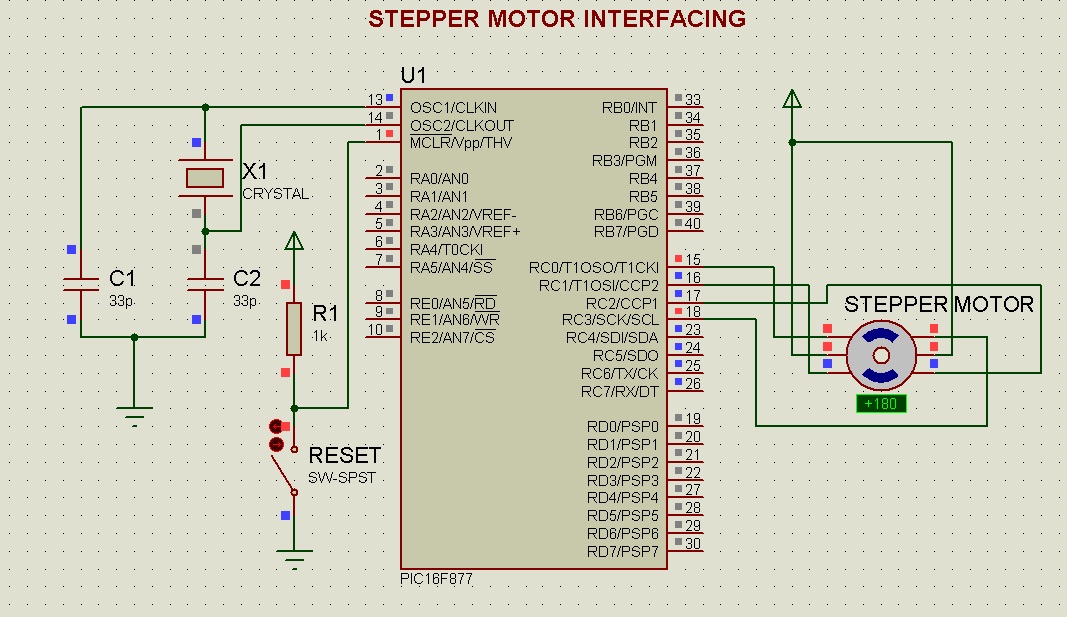 STEPPER MOTOR INTERFACING
U1
13 OSC1/CLKIN
14 OSC2/CLKOUT
1 MCLR/Vpp/THV
2 RA0/AN0
3 RA1/AN1
4 RA2/AN2/VREF-
5 RA3/AN3/VREF+
6 RA4/T0CKI
7 RA5/AN4/SS
8 RE0/AN5/RD
9 RE1/AN6/WR
10 RE2/AN7/CS
RB0/INT 33
RB1 34
RB2 35
RB3/PGM 36
RB4 37
RB5 38
RB6/PGC 39
RB7/PGD 40
RC0/T1OSO/T1CKI 15
RC1/T1OSI/CCP2 16
RC2/CCP1 17
RC3/SCK/SCL 18
RC4/SDI/SDA 23
RC5/SDO 24
RC6/TX/CK 25
RC7/RX/DT 26
RD0/PSP0 19
RD1/PSP1 20
RD2/PSP2 21
RD3/PSP3 22
RD4/PSP4 27
RD5/PSP5 28
RD6/PSP6 29
RD7/PSP7 30
PIC16F877
X1
CRYSTAL
C1
33p
C2
33p
R1
1k
RESET
SW-SPST
STEPPER MOTOR
+180